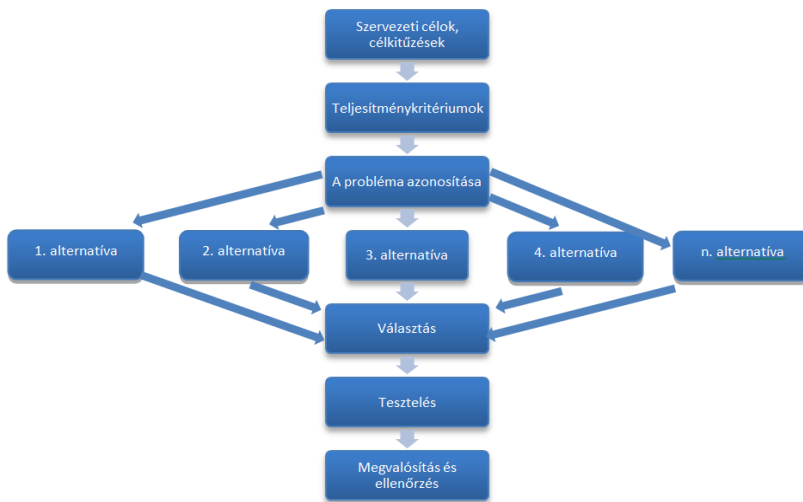 Szervezeti célok,
célkitűzések
Teljesítménykritériumok
A probléma azonosítása
1. alternatíva
2. alternatíva
3. alternatíva
4. alternatíva
n. alternatíva
Választás
Tesztelés
Megvalósítás és
ellenőrzés